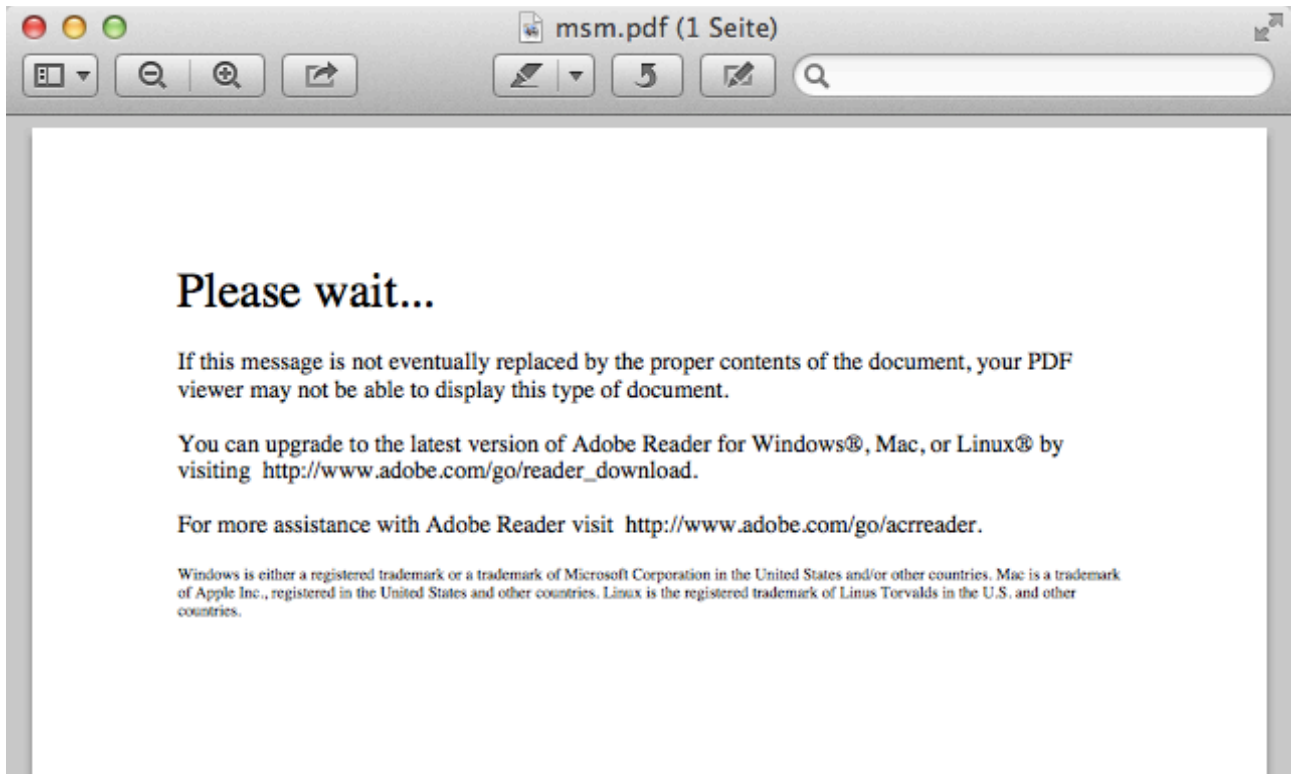 msm.pdf (1 Seite)
Please wait...
If this message is not eventually replaced by the proper contents of the document, your PDF
viewer may not be able to display this type of document.
You can upgrade to the latest version of Adobe Reader for Windows®, Mac, or Linux® by
visiting  http://www.adobe.com/go/reader_download.
For more assistance with Adobe Reader visit  http://www.adobe.com/go/acrreader.
Windows is either a registered trademark or a trademark of Microsoft Corporation in the United States and/or other countries. Mac is a trademark
of Apple Inc., registered in the United States and other countries. Linux is the registered trademark of Linus Torvalds in the U.S. and other
countries.